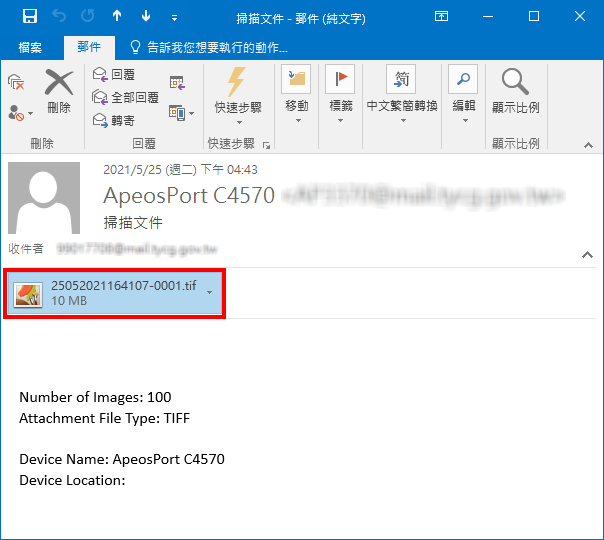 掃描文件 - 郵件 (純文字)
檔案
郵件
告訴我您想要執行的動作...
刪除
回覆
全部回覆
轉寄
快速步驟
移動
標籤
中文繁簡轉換
編輯
顯示比例
刪除
回覆
快速步驟
顯示比例
2021/5/25 (週二) 下午 04:43
ApeosPort C4570
掃描文件
收件者
25052021164107-0001.tif
10 MB
Number of Images: 100
Attachment File Type: TIFF
Device Name: ApeosPort C4570
Device Location: